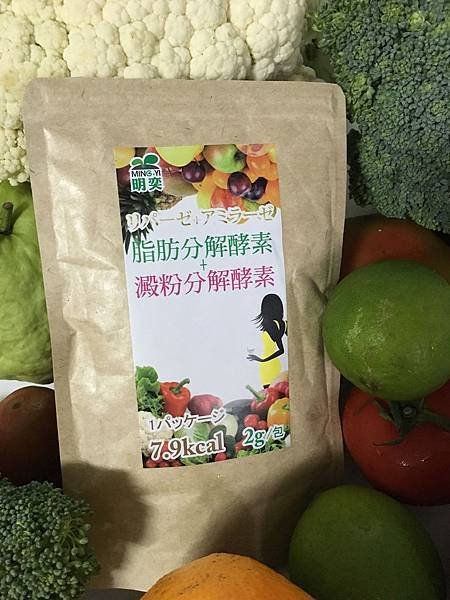 MING-YI
明奕
リパーゼ+アミラーゼ
脂肪分解酵素
+
澱粉分解酵素
1パッケージ
7.9kcal 2g/包